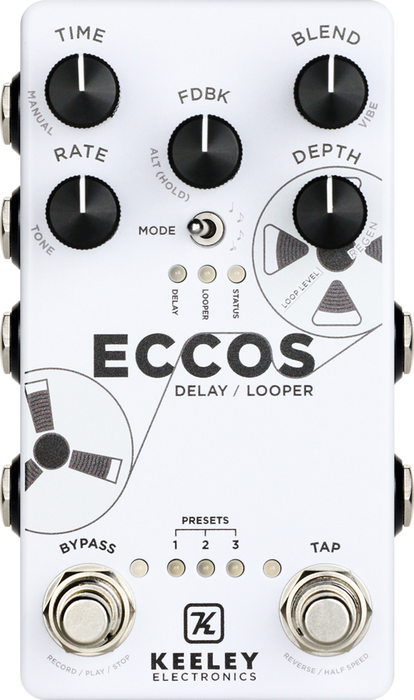 TIME
BLEND
MANUAL
FDBK
VIBE
RATE
ALT (HOLD)
DEPTH
TONE
MODE
REGEN
LOOP LEVEL
DELAY
LOOPER
STATUS
ECCOS
DELAY / LOOPER
PRESETS
1 2 3
BYPASS
TAP
RECORD / PLAY / STOP
REVERSE / HALF SPEED
K
KEELEY
ELECTRONICS